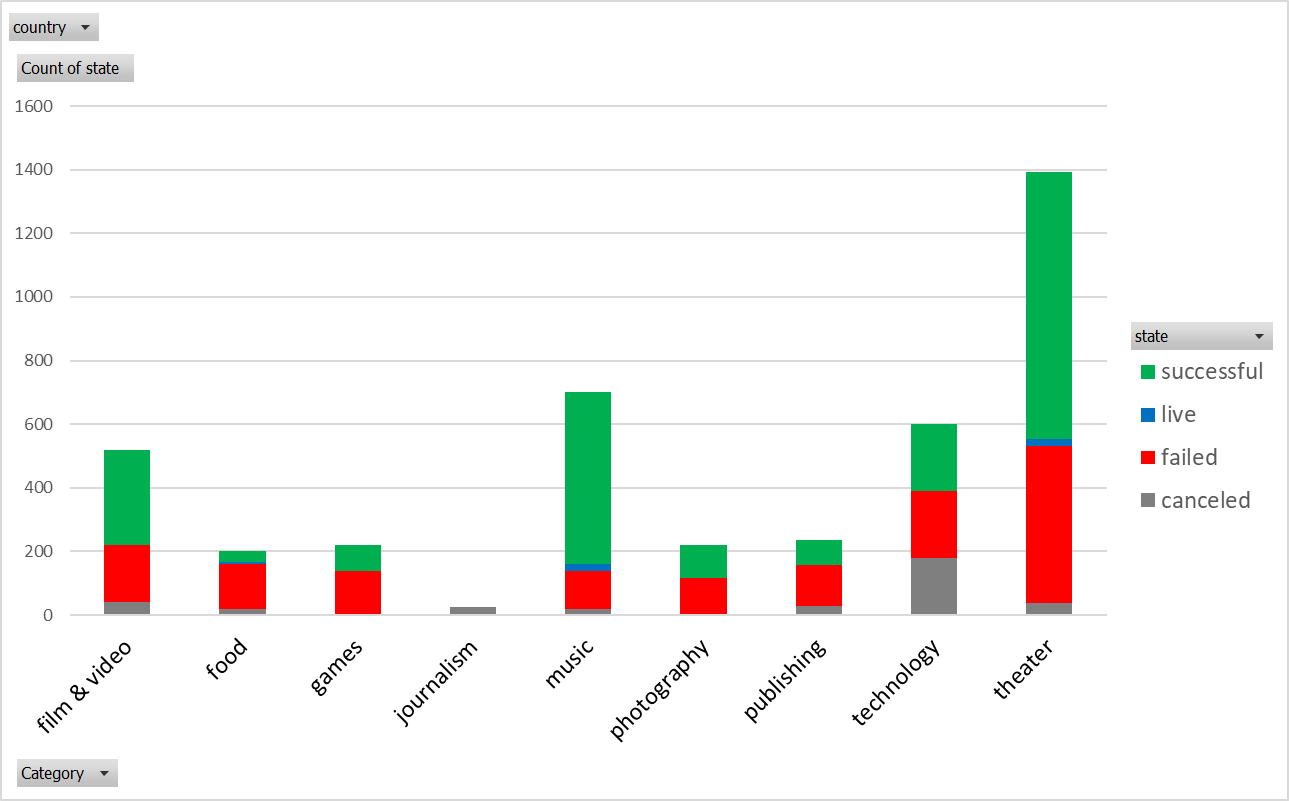 country
Count of state
1600
1400
1200
1000
800
600
400
200
0
film & video
food
games
journalism
music
photography
publishing
technology
theater
state
successful
live
failed
canceled
Category